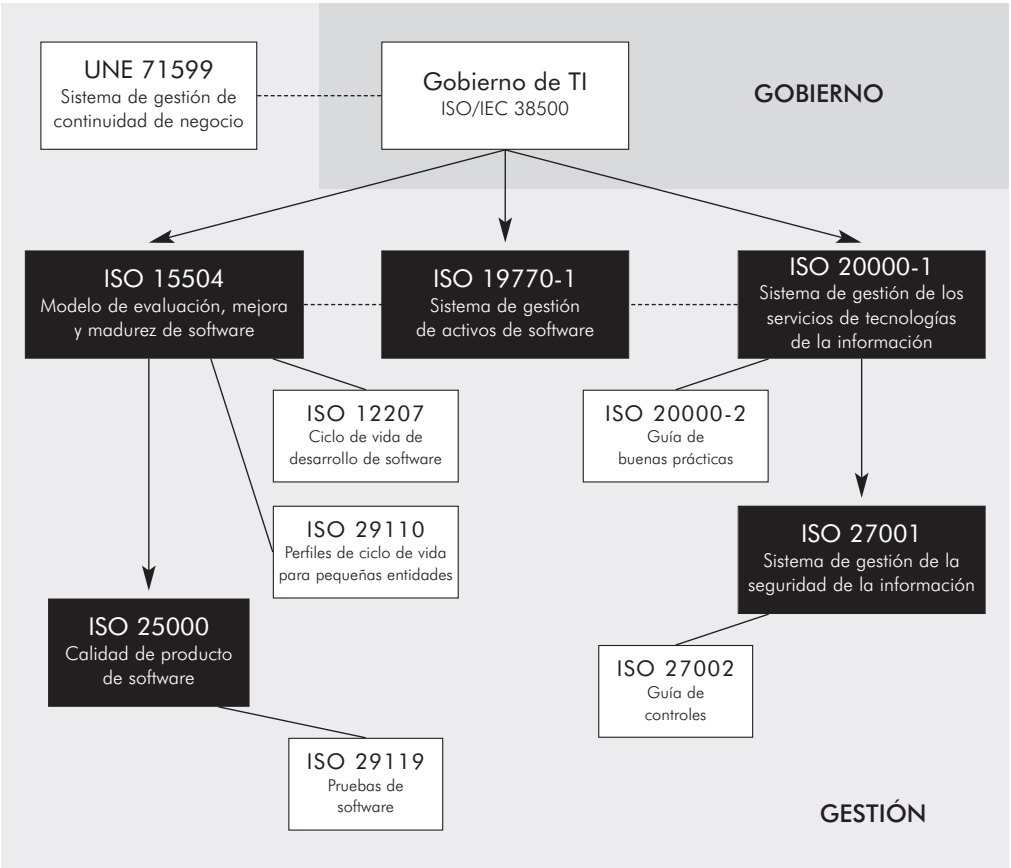 UNE 71599
Sistema de gestión de
continuidad de negocio
Gobierno de TI
ISO/IEC 38500
GOBIERNO
ISO 15504
Modelo de evaluación, mejora
y madurez de software
ISO 19770-1
Sistema de gestión
de activos de software
ISO 20000-1
Sistema de gestión de los
servicios de tecnologías
de la información
ISO 12207
Ciclo de vida de
desarrollo de software
ISO 20000-2
Guía de
buenas prácticas
ISO 29110
Perfiles de ciclo de vida
para pequeñas entidades
ISO 27001
Sistema de gestión de la
seguridad de la información
ISO 25000
Calidad de producto
de software
ISO 27002
Guía de
controles
ISO 29119
Pruebas de
software
GESTIÓN